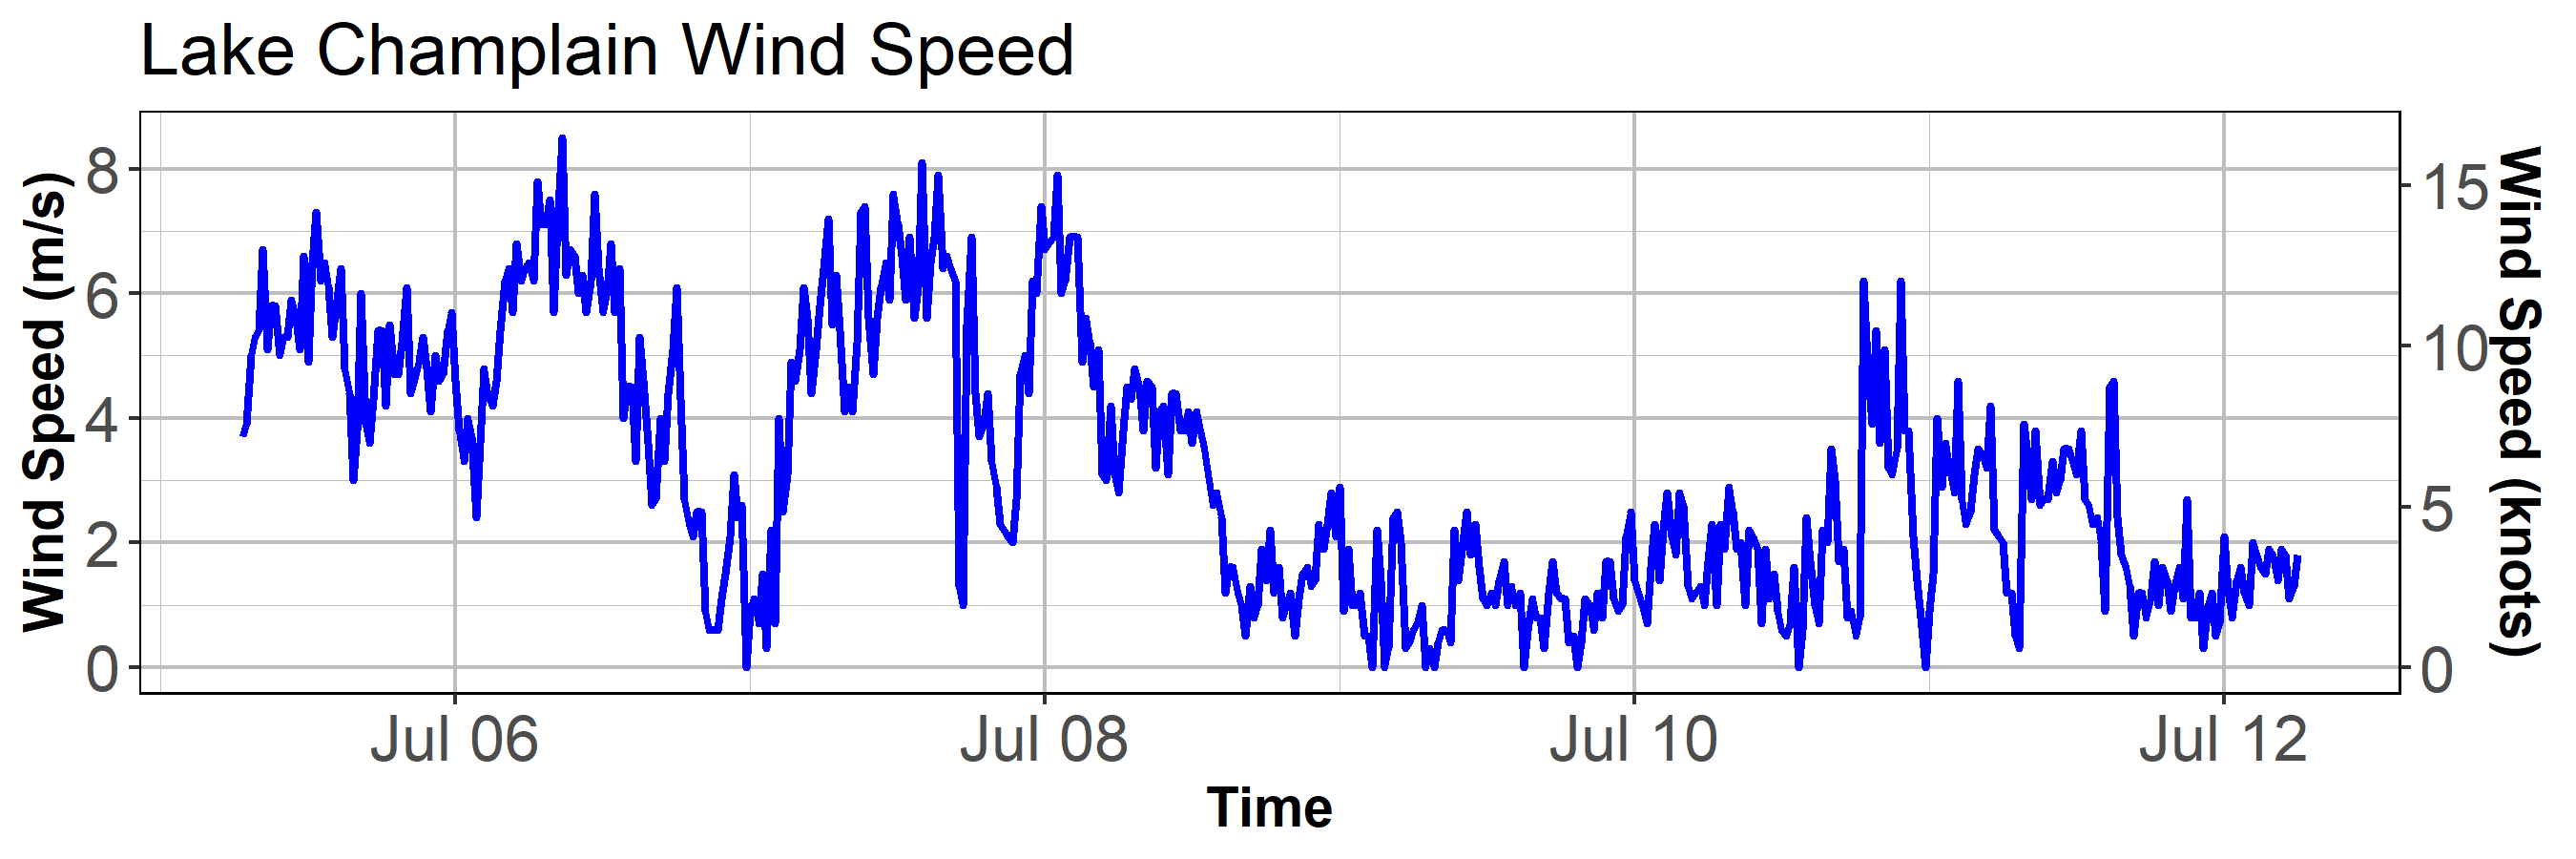 Lake Champlain Wind Speed
Wind Speed (m/s)
8
6
4
2
0
15
10
5
0
Wind Speed (knots)
Jul 06
Jul 08
Jul 10
Jul 12
Time